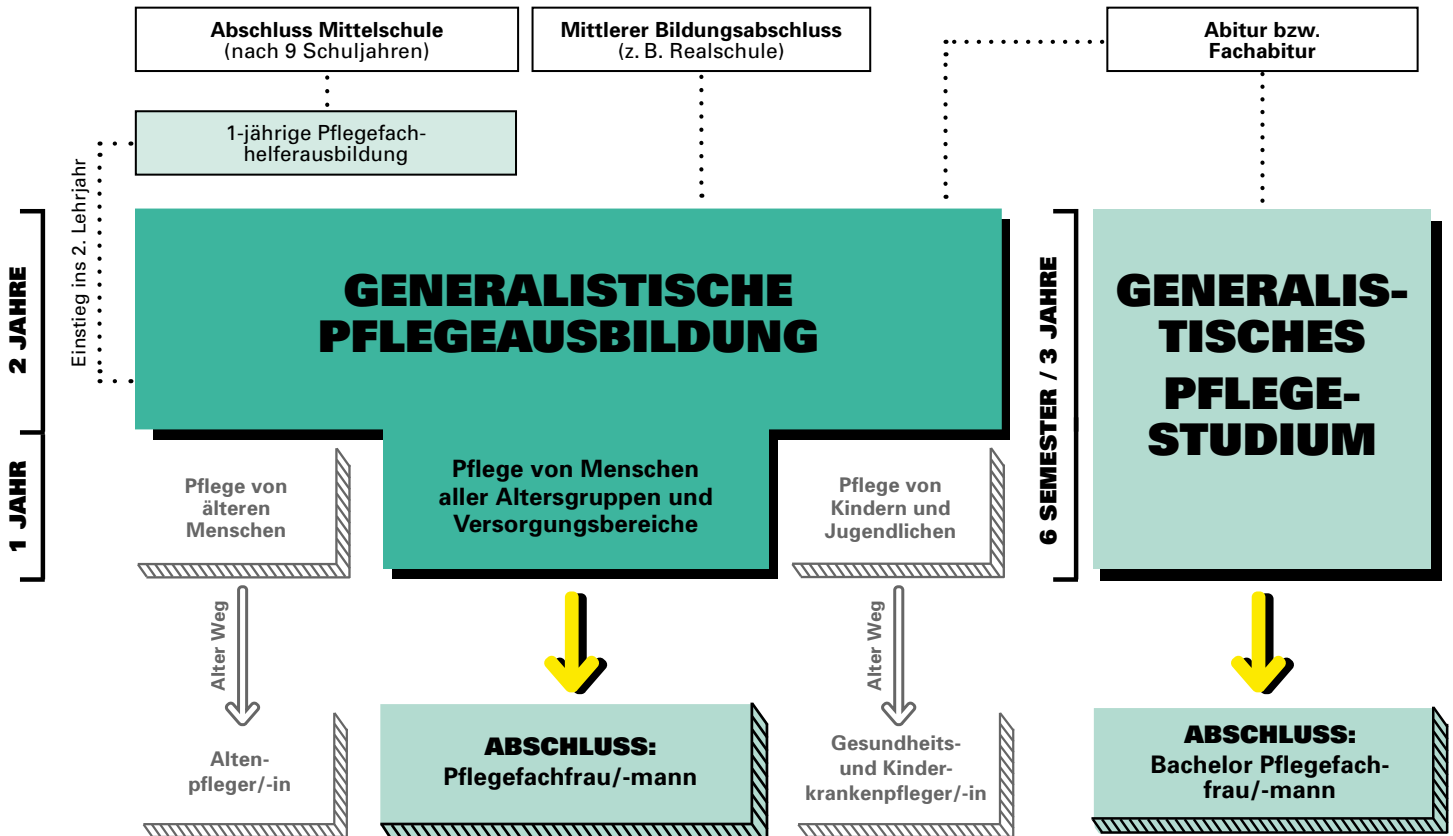 Abschluss Mittelschule
(nach 9 Schuljahren)
Mittlerer Bildungsabschluss
(z. B. Realschule)
Abitur bzw.
Fachabitur
1-jährige Pflegefach-
helferausbildung
Einstieg ins 2. Lehrjahr
2 JAHRE
1 JAHR
GENERALISTISCHE
PFLEGEAUSBILDUNG
6 SEMESTER / 3 JAHRE
GENERALIS-
TISCHES
PFLEGE-
STUDIUM
Pflege von
älteren
Menschen
Pflege von Menschen
aller Altersgruppen und
Versorgungsbereiche
Pflege von
Kindern und
Jugendlichen
Alter Weg
Alter Weg
Alten-
pfleger/-in
ABSCHLUSS:
Pflegefachfrau/-mann
Gesundheits-
und Kinder-
krankenpfleger/-in
ABSCHLUSS:
Bachelor Pflegefach-
frau/-mann